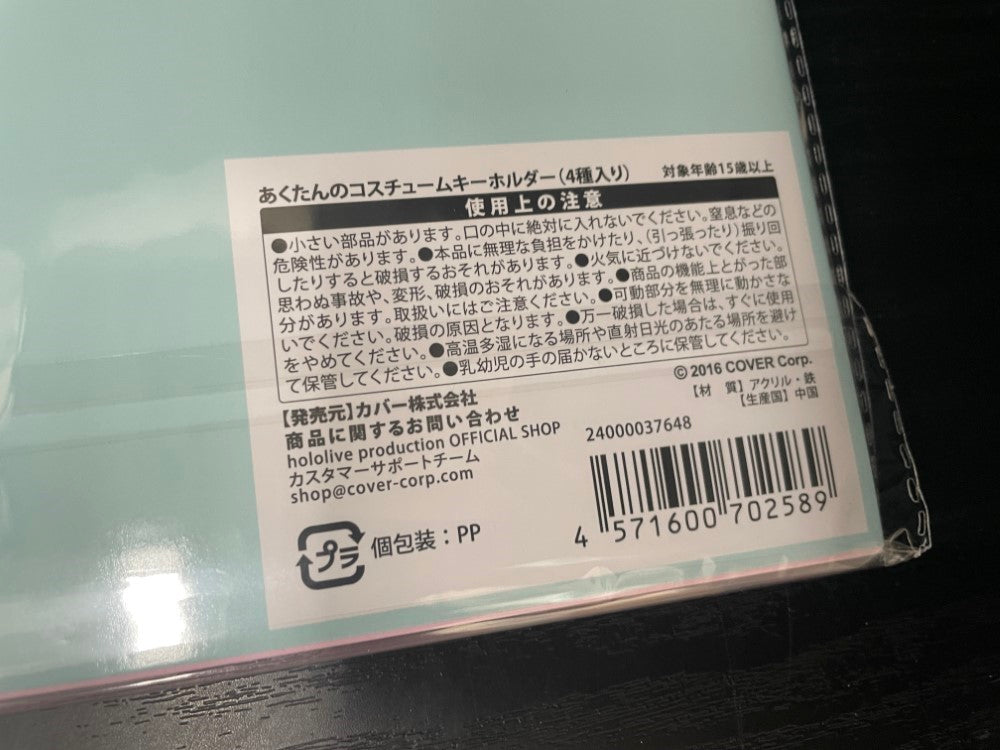 あくたんのコスチュームキーホルダー(4種入り)
対象年齢15歳以上
使用上の注意
●小さい部品があります。口の中に絶対に入れないでください。窒息などの
危険性があります。●本品に無理な負担をかけたり、(引っ張ったり)振り回
したりすると破損するおそれがあります。●火気に近づけないでください。
思わぬ事故や、変形、破損のおそれがあります。●商品の機能上とがった部
分があります。取扱いにはご注意ください。●可動部分を無理に動かさな
いでください。破損の原因となります。●万一破損した場合は、すぐに使用
をやめてください。●高温多湿になる場所や直射日光のあたる場所を避け
て保管してください。●乳幼児の手の届かないところに保管してください。
© 2016 COVER Corp.
【材　質】アクリル・鉄
【生産国】中国
【発売元】カバー株式会社
商品に関するお問い合わせ
hololive production OFFICIAL SHOP
カスタマーサポートチーム
shop@cover-corp.com
24000037648
4 571600 702589
プラ
個包装：PP